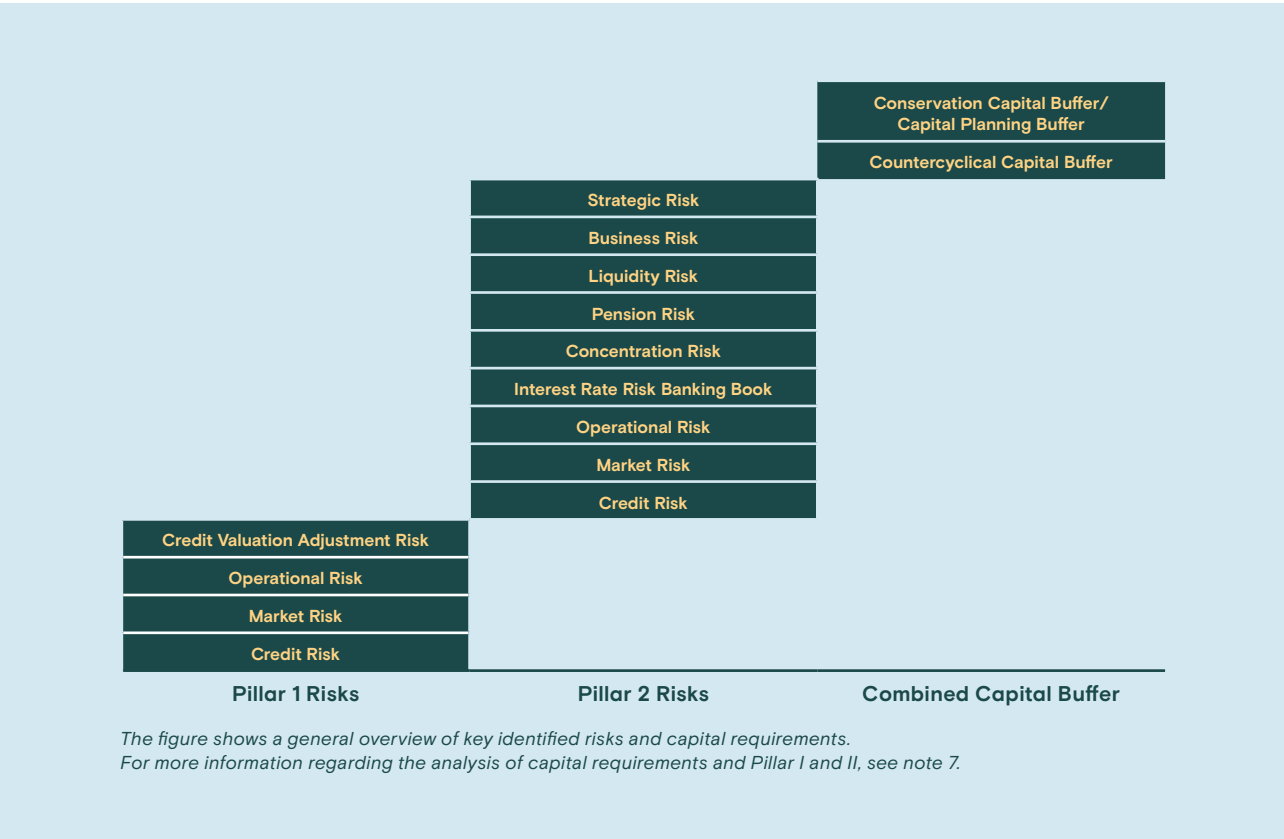 Conservation Capital Buffer/
Capital Planning Buffer
Countercyclical Capital Buffer
Strategic Risk
Business Risk
Liquidity Risk
Pension Risk
Concentration Risk
Interest Rate Risk Banking Book
Operational Risk
Market Risk
Credit Risk
Credit Valuation Adjustment Risk
Operational Risk
Market Risk
Credit Risk
Pillar 1 Risks
Pillar 2 Risks
Combined Capital Buffer
The figure shows a general overview of key identified risks and capital requirements.
For more information regarding the analysis of capital requirements and Pillar I and II, see note 7.